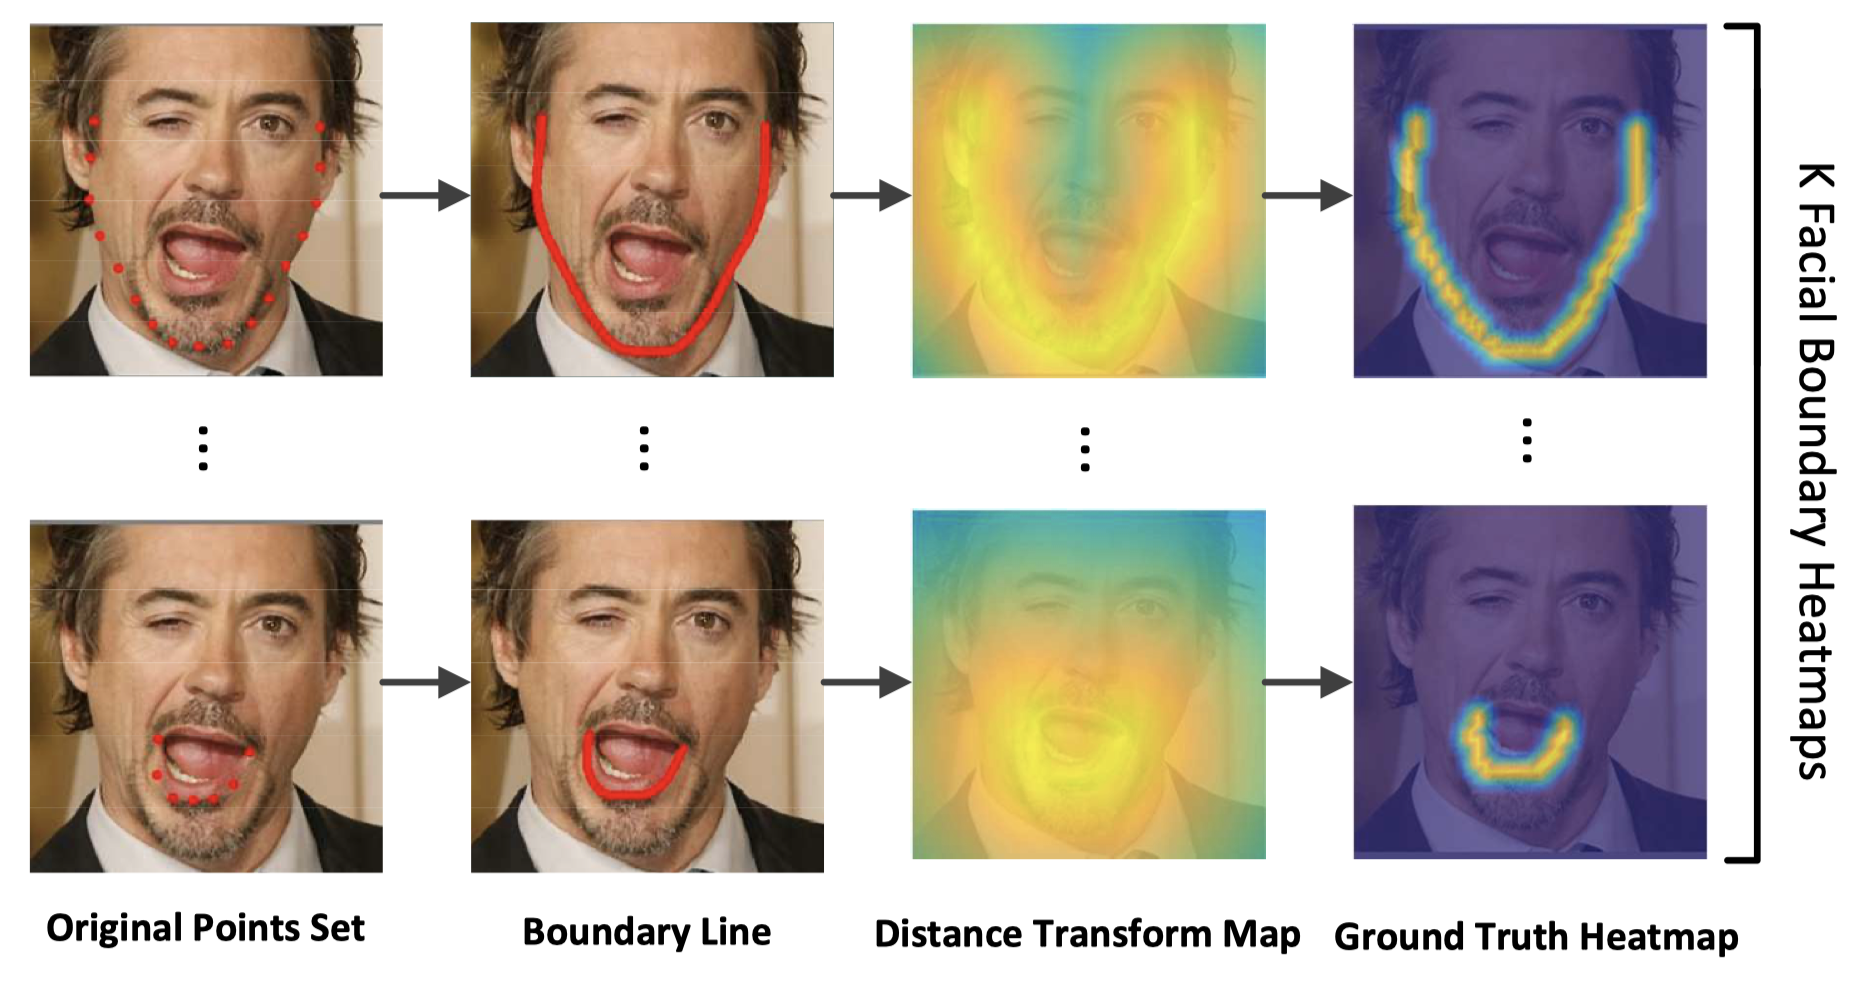 K Facial Boundary Heatmaps
Original Points Set
Boundary Line
Distance Transform Map
Ground Truth Heatmap